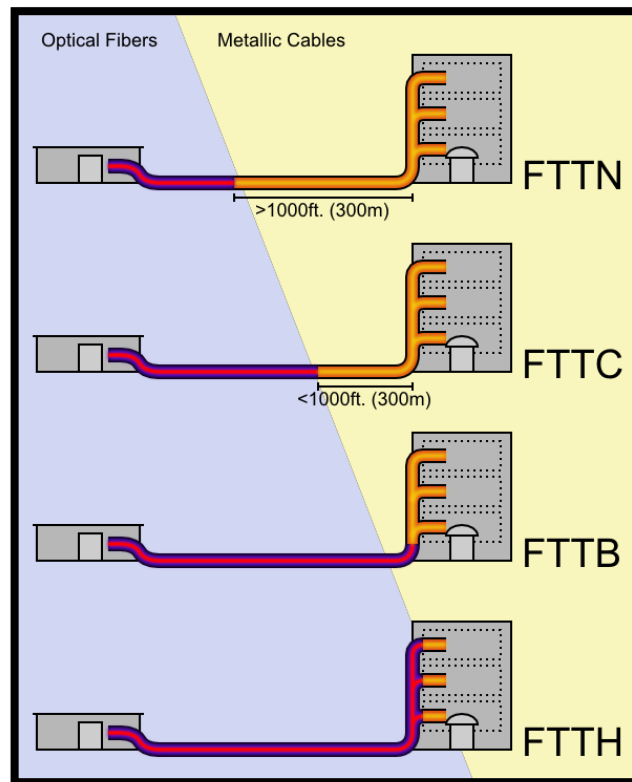 Optical Fibers
Metallic Cables
FTTN
>1000ft. (300m)
FTTC
<1000ft. (300m)
FTTB
FTTH